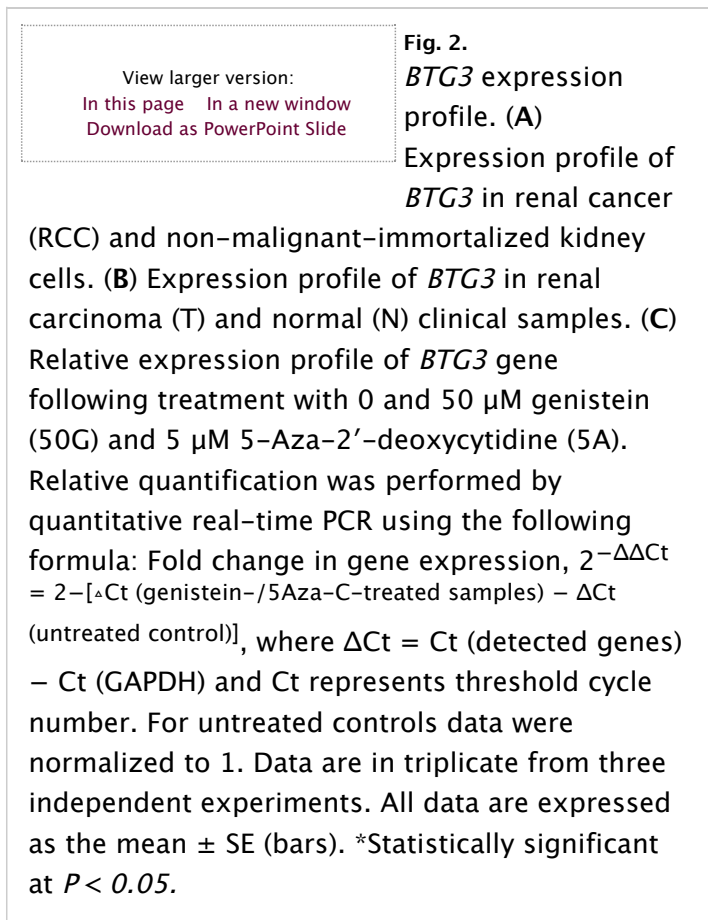 View larger version:
In this page In a new window
Download as PowerPoint Slide
Fig. 2.
BTG3 expression
profile. (A)
Expression profile of
BTG3 in renal cancer
(RCC) and non-malignant-immortalized kidney
cells. (B) Expression profile of BTG3 in renal
carcinoma (T) and normal (N) clinical samples. (C)
Relative expression profile of BTG3 gene
following treatment with 0 and 50 μM genistein
(50G) and 5 μM 5-Aza-2′-deoxycytidine (5A).
Relative quantification was performed by
quantitative real-time PCR using the following
formula: Fold change in gene expression, 2−ΔΔCt
= 2−[▵Ct (genistein-/5Aza-C-treated samples) − ΔCt
(untreated control)], where ΔCt = Ct (detected genes)
− Ct (GAPDH) and Ct represents threshold cycle
number. For untreated controls data were
normalized to 1. Data are in triplicate from three
independent experiments. All data are expressed
as the mean ± SE (bars). *Statistically significant
at P < 0.05.